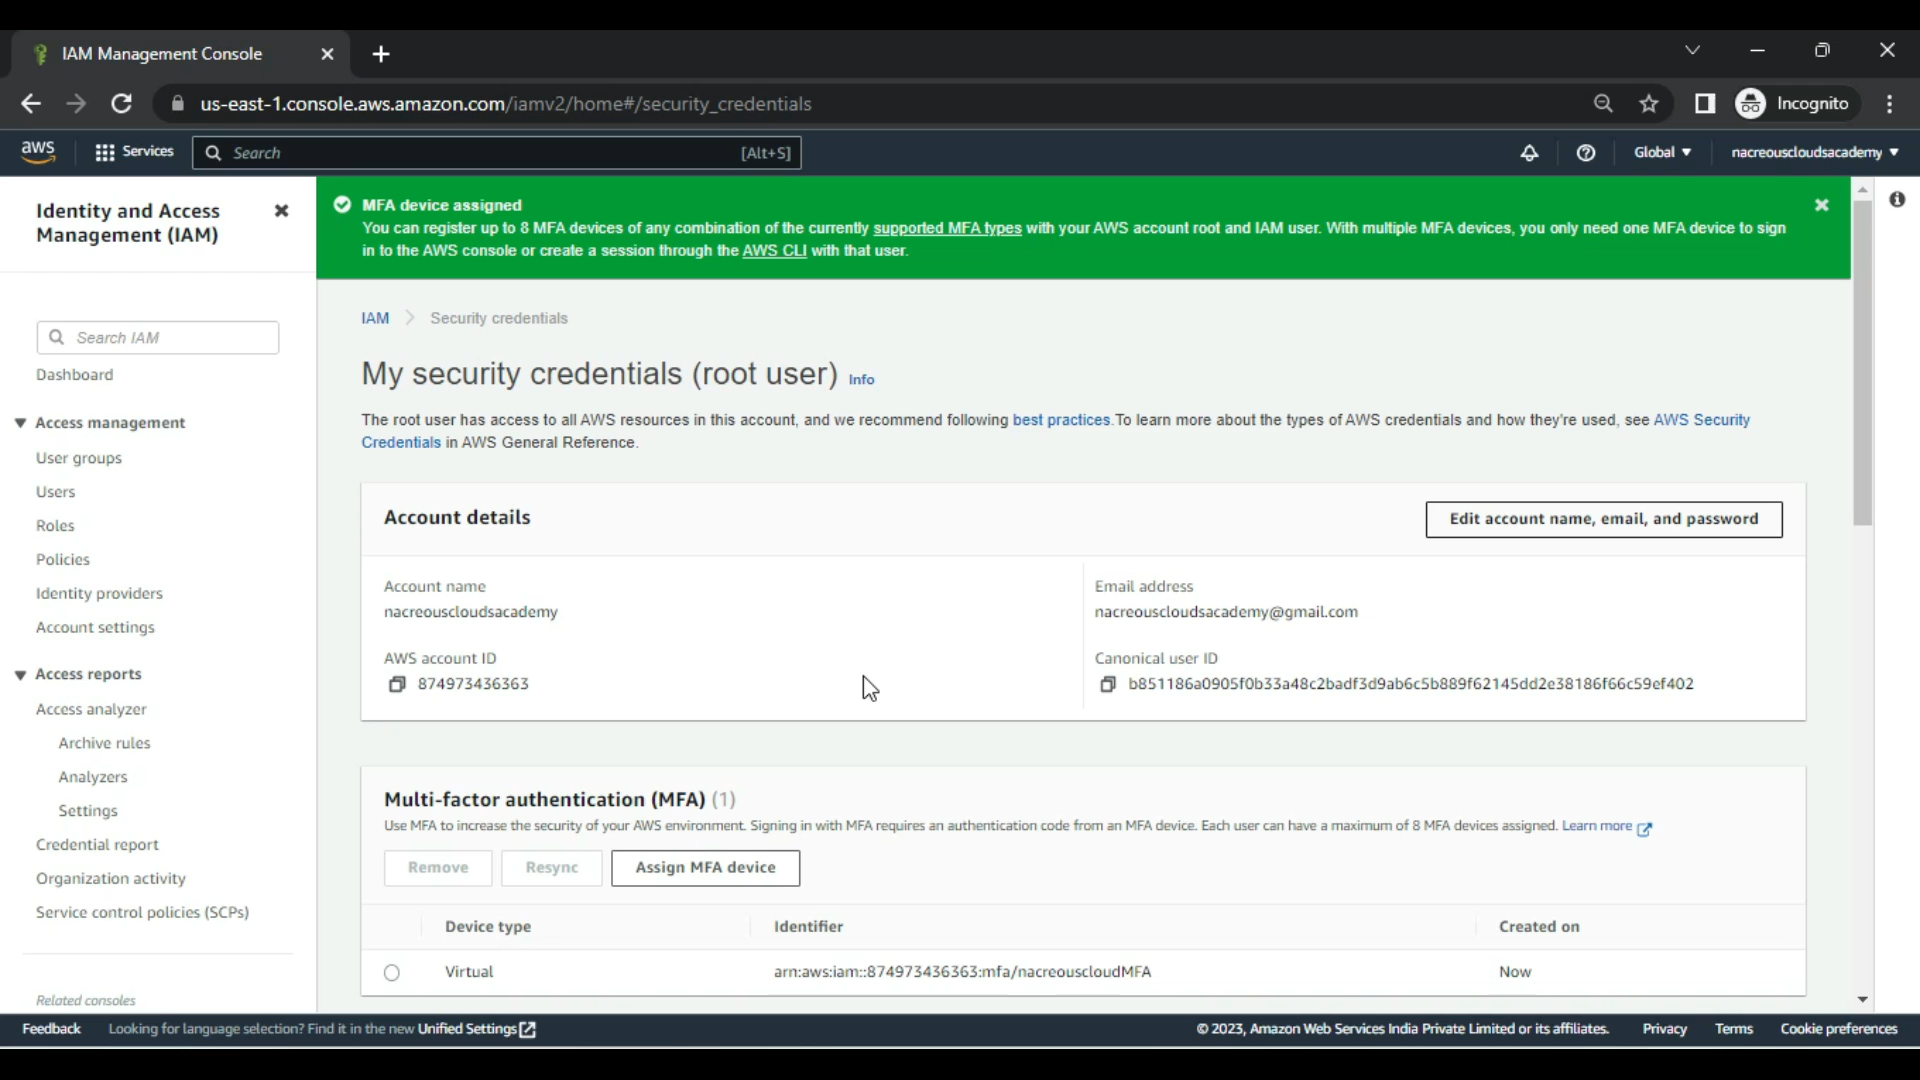 IAM Management Console
us-east-1.console.aws.amazon.com/iamv2/home#/security_credentials
Incognito
aws
Services
Search
[Alt+S]
Global
nacreouscloudsacademy
Identity and Access
Management (IAM)
Search IAM
Dashboard
Access management
User groups
Users
Roles
Policies
Identity providers
Account settings
Access reports
Access analyzer
Archive rules
Analyzers
Settings
Credential report
Organization activity
Service control policies (SCPs)
Related consoles
MFA device assigned
You can register up to 8 MFA devices of any combination of the currently supported MFA types with your AWS account root and IAM user. With multiple MFA devices, you only need one MFA device to sign
in to the AWS console or create a session through the AWS CLI with that user.
IAM > Security credentials
My security credentials (root user) Info
The root user has access to all AWS resources in this account, and we recommend following best practices.To learn more about the types of AWS credentials and how they're used, see AWS Security
Credentials in AWS General Reference.
Account details
Edit account name, email, and password
Account name
nacreouscloudsacademy
Email address
nacreouscloudsacademy@gmail.com
AWS account ID
874973436363
Canonical user ID
b851186a0905f0b33a48c2badf3d9ab6c5b889f62145dd2e38186f66c59ef402
Multi-factor authentication (MFA) (1)
Use MFA to increase the security of your AWS environment. Signing in with MFA requires an authentication code from an MFA device. Each user can have a maximum of 8 MFA devices assigned. Learn more
Remove
Resync
Assign MFA device
Device type
Identifier
Created on
Virtual
arn:aws:iam::874973436363:mfa/nacreouscloudMFA
Now
Feedback
Looking for language selection? Find it in the new Unified Settings
© 2023, Amazon Web Services India Private Limited or its affiliates.
Privacy
Terms
Cookie preferences